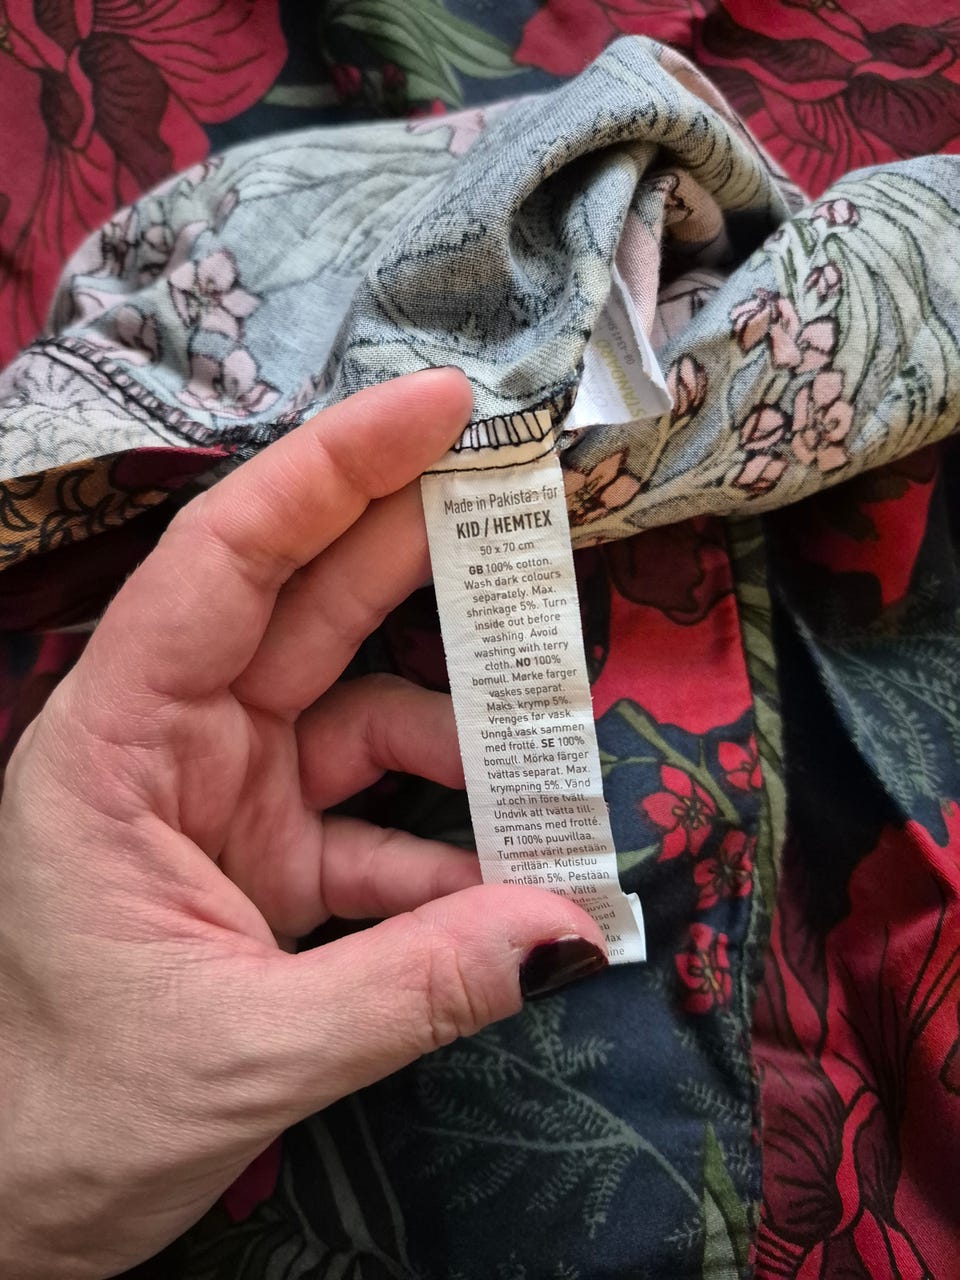 Made in Pakistan for
KID / HEMTEX
50 x 70 cm
GB 100% cotton.
Wash dark colours
separately. Max.
shrinkage 5%. Turn
inside out before
washing. Avoid
washing with terry
cloth. NO 100%
bomull. Mørke farger
vaskes separat.
Maks. krymp 5%.
Vrenges før vask.
Unngå vask sammen
med frotté. SE 100%
bomull. Mörka färger
tvättas separat. Max.
krympning 5%. Vänd
ut och in före tvätt.
Undvik att tvätta till-
sammans med frotté.
FI 100% puuvillaa.
Tummat värit pestään
erillään. Kutistuu
enintään 5%. Pestään
Vältä
STANDARD